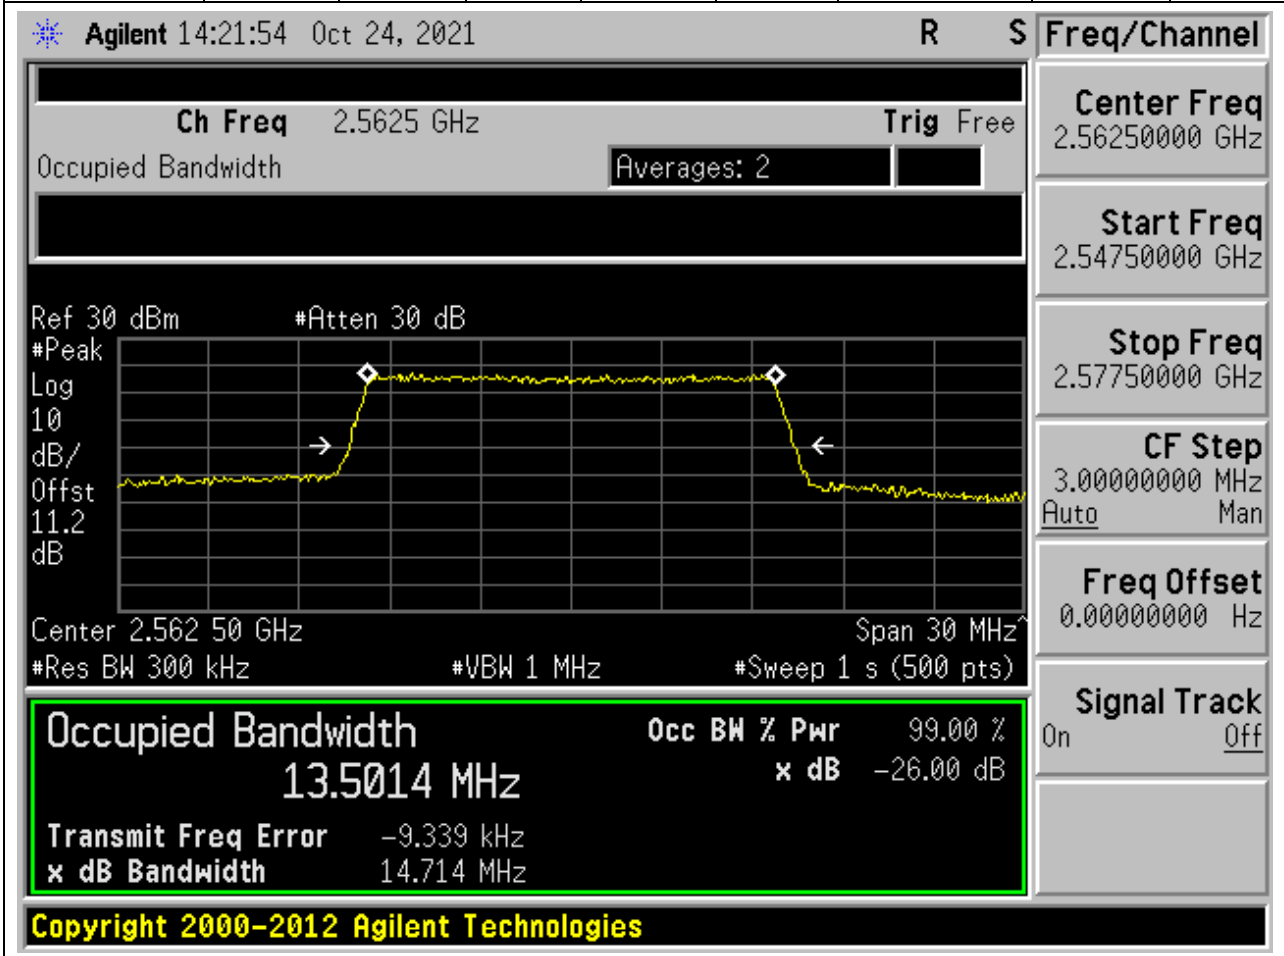 Agilent 14:21:54 Oct 24, 2021 R S
Freq/Channel
Ch Freq 2.5625 GHz Trig Free
Occupied Bandwidth Averages: 2
Center Freq
2.56250000 GHz
Start Freq
2.54750000 GHz
Stop Freq
2.57750000 GHz
CF Step
3.00000000 MHz
Auto Man
Freq Offset
0.00000000 Hz
Signal Track
On Off
Ref 30 dBm #Atten 30 dB
#Peak
Log
10
dB/
Offst
11.2
dB
Center 2.562 50 GHz Span 30 MHz^
#Res BW 300 kHz #VBW 1 MHz #Sweep 1 s (500 pts)
Occupied Bandwidth Occ BW % Pwr 99.00 %
13.5014 MHz x dB -26.00 dB
Transmit Freq Error -9.339 kHz
x dB Bandwidth 14.714 MHz
Copyright 2000-2012 Agilent Technologies